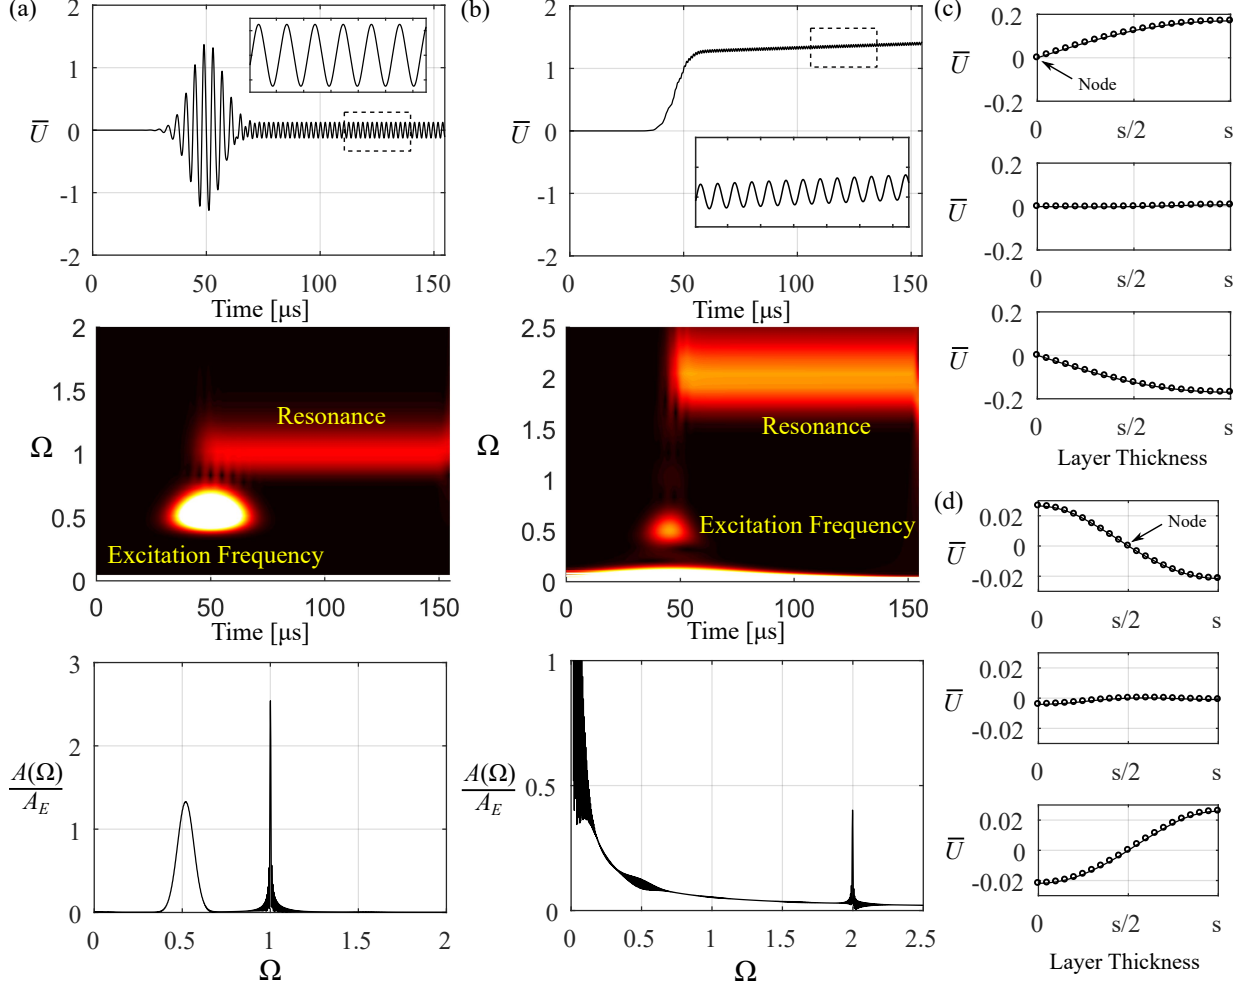 (a)
2
1
0
-1
-2
U̅
0
50
100
150
Time [μs]
(b)
2
1
0
-1
-2
U̅
0
50
100
150
Time [μs]
(c)
0.2
0
-0.2
U̅
Node
0
s/2
s
0.2
0
-0.2
U̅
0
s/2
s
0.2
0
-0.2
U̅
0
s/2
s
Layer Thickness
2
1.5
1
0.5
0
Ω
Resonance
Excitation Frequency
0
50
100
150
Time [μs]
2.5
2
1.5
1
0.5
0
Ω
Resonance
Excitation Frequency
0
50
100
150
Time [μs]
(d)
0.02
0
-0.02
U̅
Node
0
s/2
s
0.02
0
-0.02
U̅
0
s/2
s
0.02
0
-0.02
U̅
0
s/2
s
Layer Thickness
3
2
1
0
A(Ω)
A_E
0
0.5
1
1.5
2
Ω
1
0.5
0
A(Ω)
A_E
0
0.5
1
1.5
2
2.5
Ω